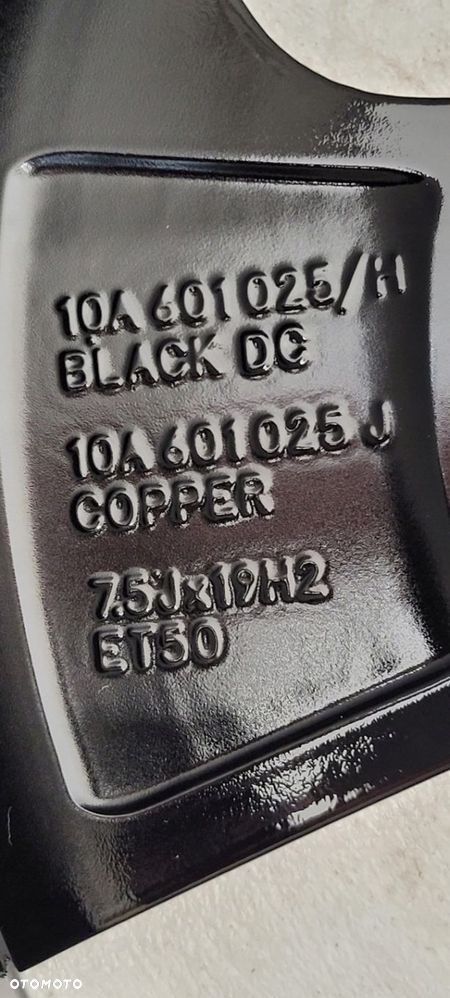 10A 601 025/H
BLACK DC
10A 601 025 J
COPPER
7.5Jx19H2
ET50
OTOMOTO